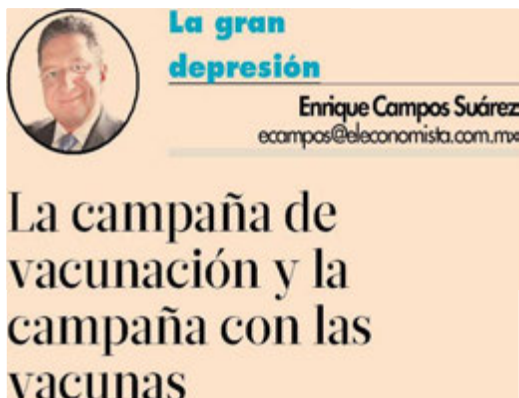 La gran
depresión
Enrique Campos Suárez
ecampos@eleconomista.com.mx
La campaña de
vacunación y la
campaña con las
vacunas